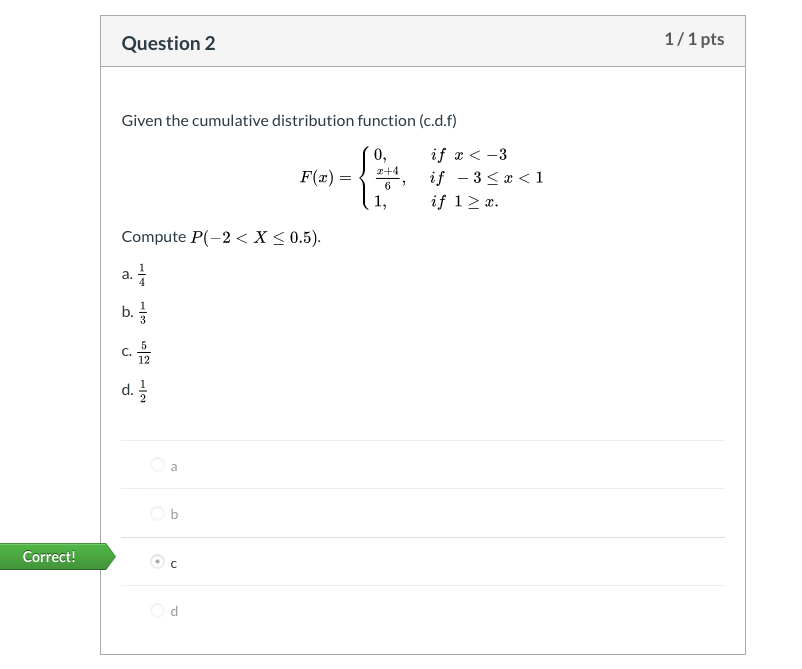 Question 2
1 / 1 pts
Given the cumulative distribution function (c.d.f)
F(x) = { 0, if x < −3
x+4/6, if − 3 ≤ x < 1
1, if 1 ≥ x.
Compute P(−2 < X ≤ 0.5).
a. 1/4
b. 1/3
c. 5/12
d. 1/2
a
b
Correct!
c
d